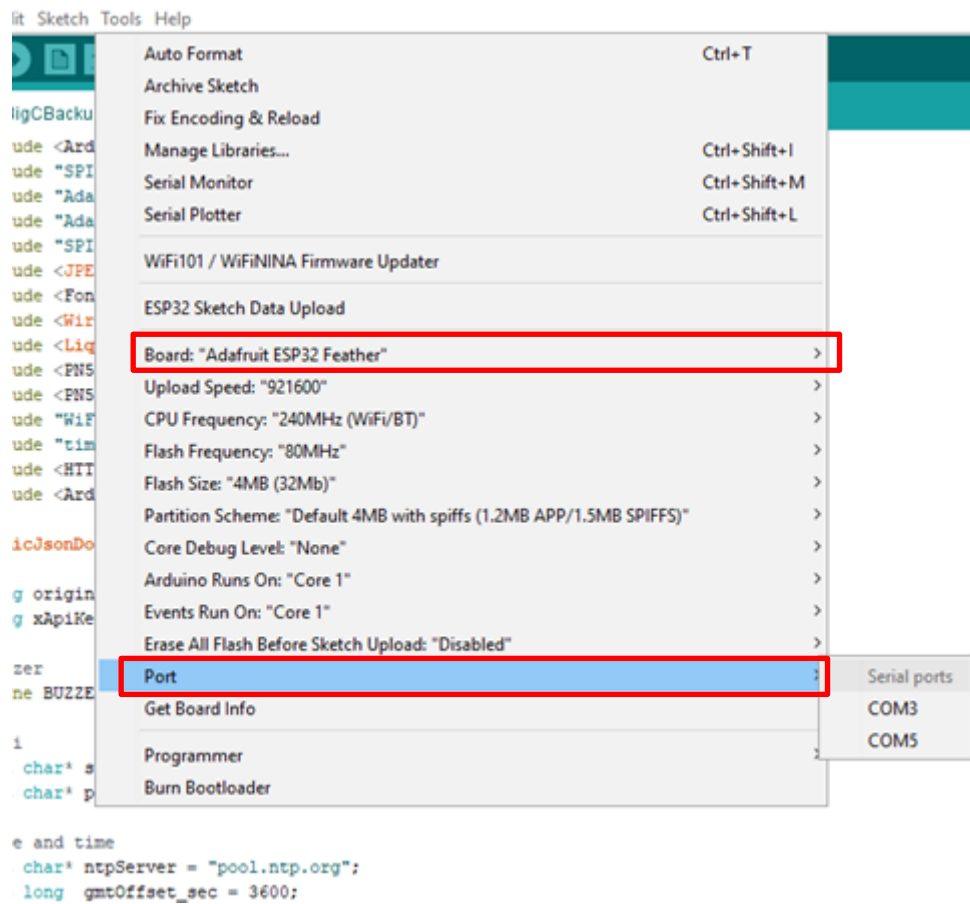 it Sketch Tools Help
Auto Format Ctrl+T
Archive Sketch
igCBacku Fix Encoding & Reload
ude <Ard Manage Libraries... Ctrl+Shift+I
ude "SPI Serial Monitor Ctrl+Shift+M
ude "Ada Serial Plotter Ctrl+Shift+L
ude "Ada
ude "SPI WiFi101 / WiFiNINA Firmware Updater
ude <JPE
ude <Fon ESP32 Sketch Data Upload
ude <Wir
ude <Liq Board: "Adafruit ESP32 Feather"
ude <PN5
ude <PN5 Upload Speed: "921600"
ude "WiF CPU Frequency: "240MHz (WiFi/BT)"
ude "tim Flash Frequency: "80MHz"
ude <HTT Flash Size: "4MB (32Mb)"
ude <Ard
Partition Scheme: "Default 4MB with spiffs (1.2MB APP/1.5MB SPIFFS)"
icJsonDo Core Debug Level: "None"
Arduino Runs On: "Core 1"
g origin
g xApiKe Events Run On: "Core 1"
Erase All Flash Before Sketch Upload: "Disabled"
zer Port Serial ports
ne BUZZE Get Board Info COM3
i COM5
char* s Programmer
char* p Burn Bootloader
e and time
char* ntpServer = "pool.ntp.org";
long gmtOffset_sec = 3600;